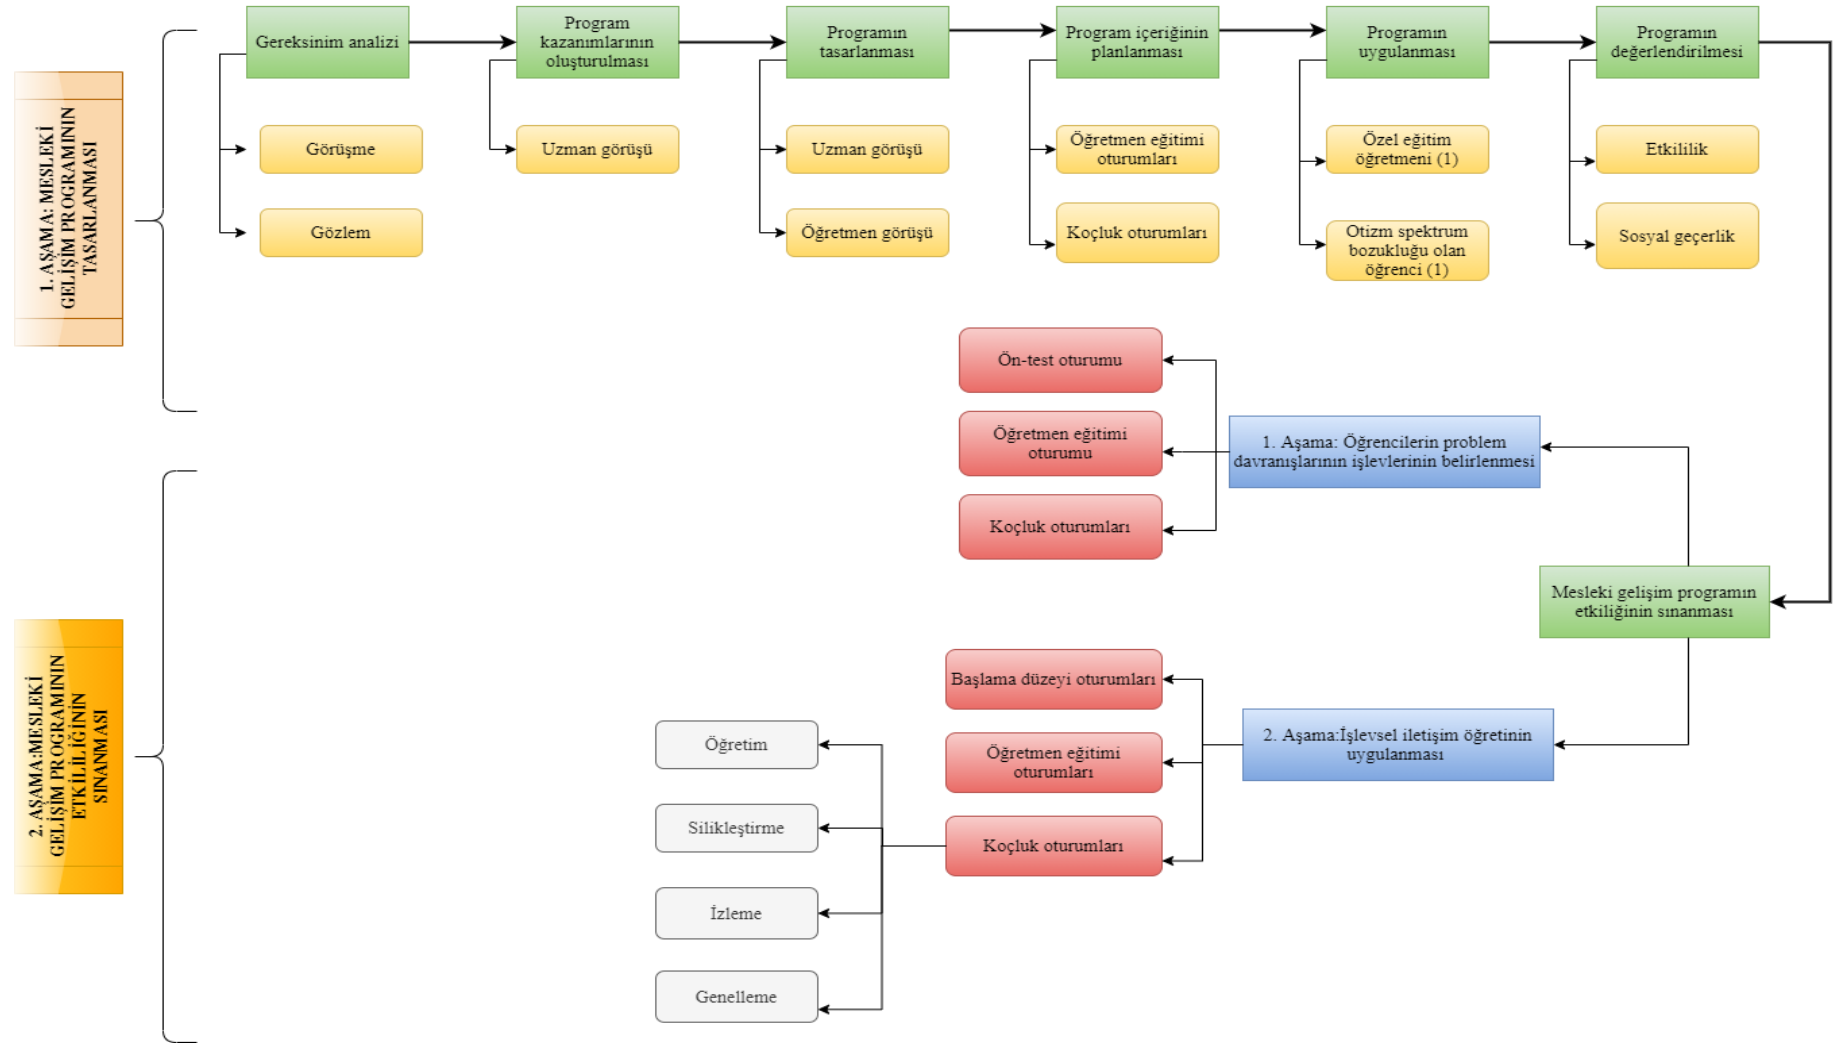 1. AŞAMA: MESLEKİ
GELİŞİM PROGRAMININ
TASARLANMASI
Gereksinim analizi
Program
kazanımlarının
oluşturulması
Programın
tasarlanması
Program içeriğinin
planlanması
Programın
uygulanması
Programın
değerlendirilmesi
Görüşme
Gözlem
Uzman görüşü
Uzman görüşü
Öğretmen görüşü
Öğretmen eğitimi
oturumları
Koçluk oturumları
Özel eğitim
öğretmeni (1)
Otizm spektrum
bozukluğu olan
öğrenci (1)
Etkililik
Sosyal geçerlik
2. AŞAMA:MESLEKİ
GELİŞİM PROGRAMININ
ETKİLİLİĞİNİN
SINANMASI
Mesleki gelişim programın
etkiliğinin sınanması
1. Aşama: Öğrencilerin problem
davranışlarının işlevlerinin belirlenmesi
Ön-test oturumu
Öğretmen eğitimi
oturumu
Koçluk oturumları
2. Aşama:İşlevsel iletişim öğretinin
uygulanması
Başlama düzeyi oturumları
Öğretmen eğitimi
oturumları
Koçluk oturumları
Öğretim
Silikleştirme
İzleme
Genelleme